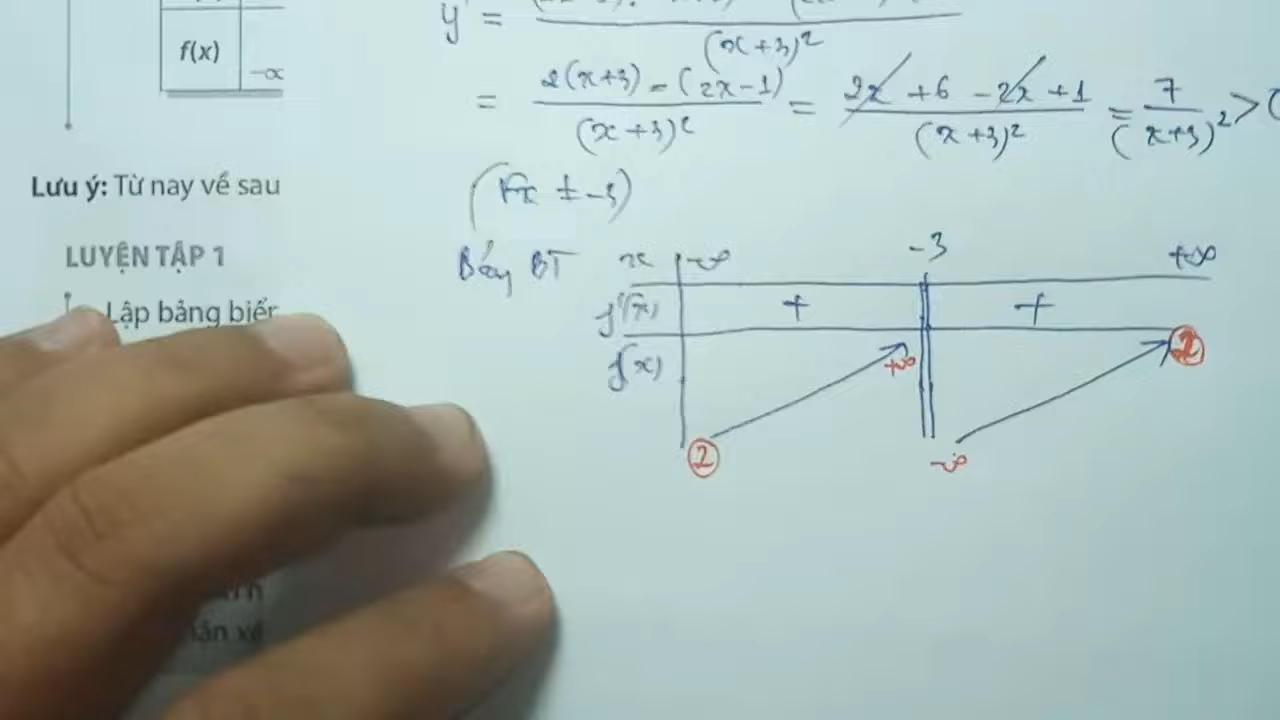 f(x)
-∞
Lưu ý: Từ nay về sau
LUYỆN TẬP 1
Lập bảng biến
y' =
(x+3)²
= 2(x+3) - (2x-1) / (x+3)² = 2x + 6 - 2x + 1 / (x+3)² = 7 / (x+3)² >
(∀x ≠ -3)
Bảng BT x -∞ -3 +∞
f'(x) + +
f(x) +∞ 2
2 -∞